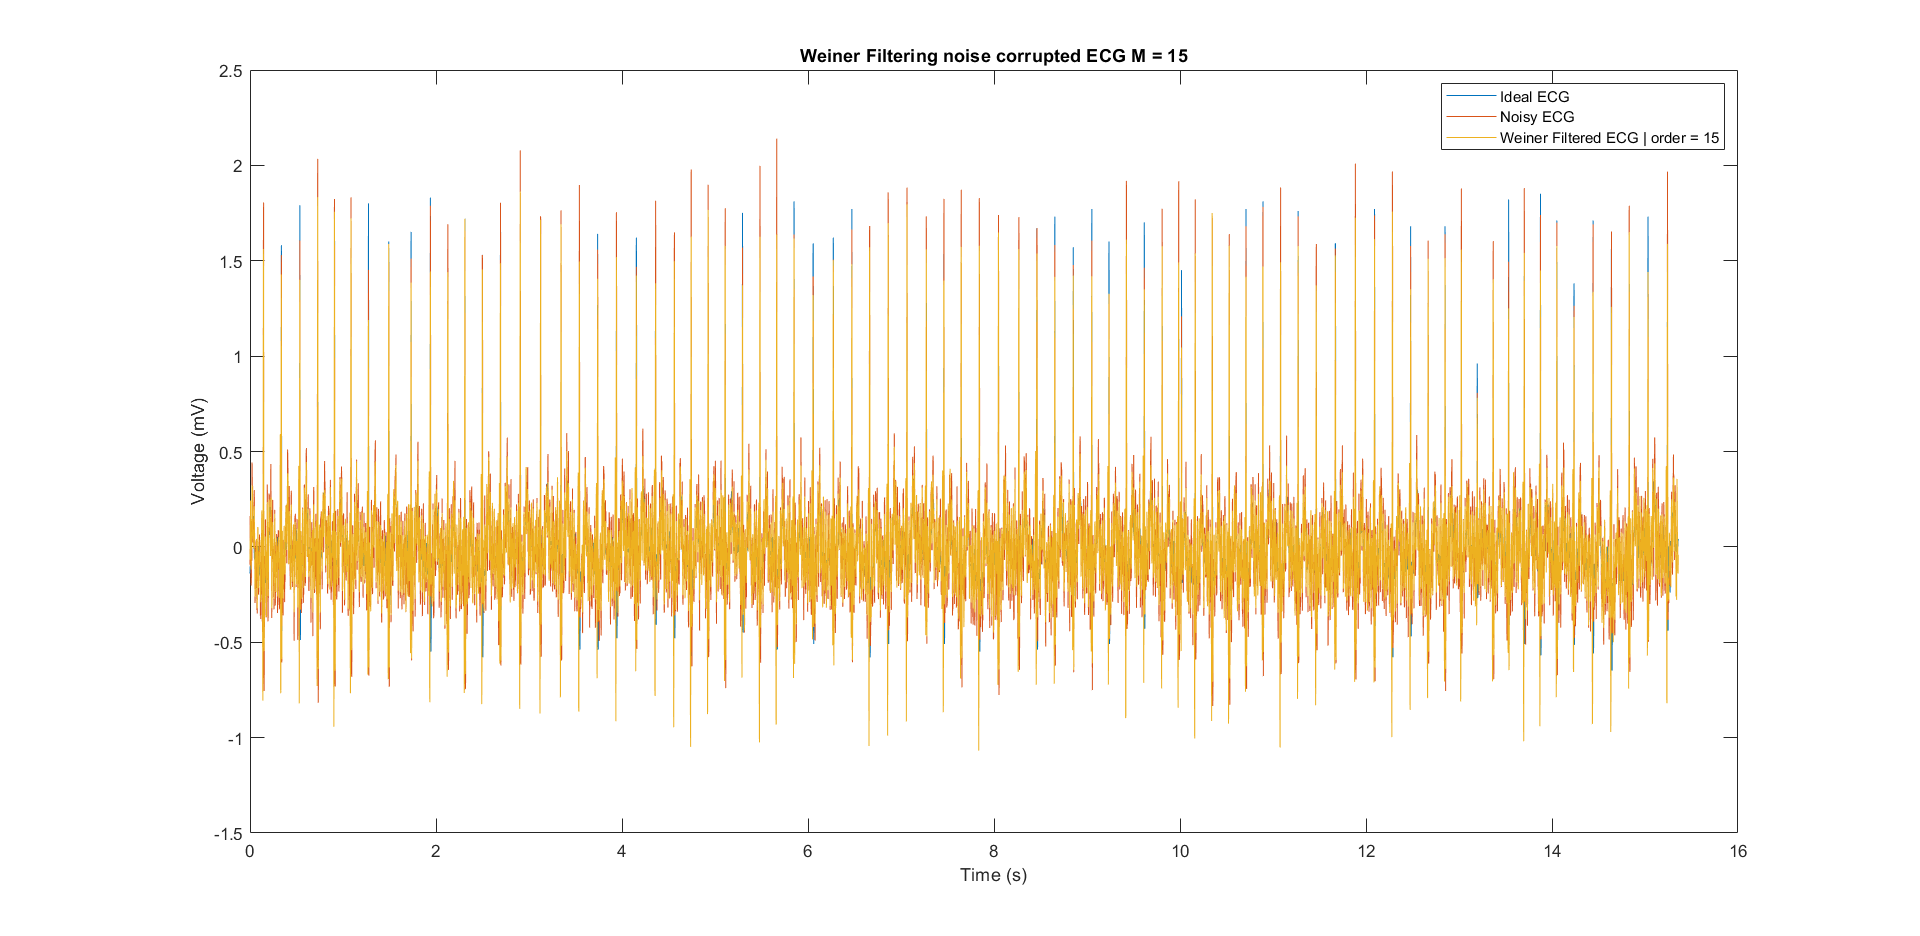 Weiner Filtering noise corrupted ECG M = 15
2.5
2
1.5
1
0.5
0
-0.5
-1
-1.5
Voltage (mV)
Ideal ECG
Noisy ECG
Weiner Filtered ECG | order = 15
0 2 4 6 8 10 12 14 16
Time (s)